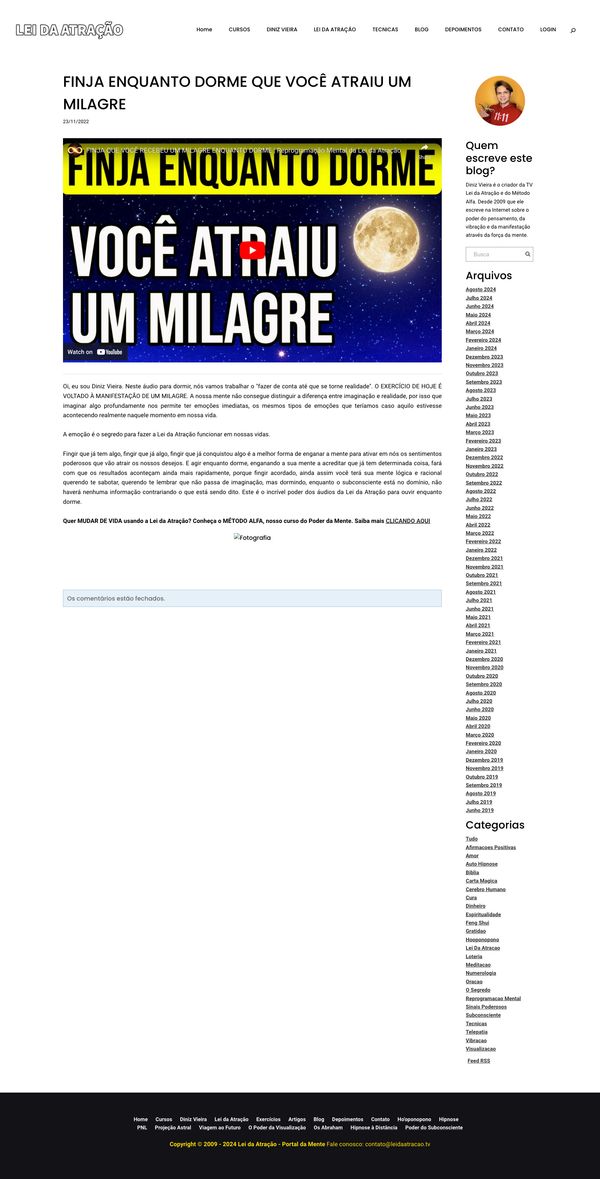 LEI DA ATRAÇÃO
Home CURSOS DINIZ VIEIRA LEI DA ATRAÇÃO TECNICAS BLOG DEPOIMENTOS CONTATO LOGIN
FINJA ENQUANTO DORME QUE VOCÊ ATRAIU UM
MILAGRE
23/11/2022
FINJA QUE VOCÊ RECEBEU UM MILAGRE ENQUANTO DORME : Reprogramação Mental da Lei da Atração
FINJA ENQUANTO DORME
VOCÊ ATRAIU
UM MILAGRE
Watch on YouTube
Oi, eu sou Diniz Vieira. Neste áudio para dormir, nós vamos trabalhar o "fazer de conta até que se torne realidade". O EXERCÍCIO DE HOJE É
VOLTADO À MANIFESTAÇÃO DE UM MILAGRE. A nossa mente não consegue distinguir a diferença entre imaginação e realidade, por isso que
imaginar algo profundamente nos permite ter emoções imediatas, os mesmos tipos de emoções que teríamos caso aquilo estivesse
acontecendo realmente naquele momento em nossa vida.
A emoção é o segredo para fazer a Lei da Atração funcionar em nossas vidas.
Fingir que já tem algo, fingir que já algo, fingir que já conquistou algo é a melhor forma de enganar a mente para ativar em nós os sentimentos
poderosos que vão atrair os nossos desejos. E agir enquanto dorme, enganando a sua mente a acreditar que já tem determinada coisa, fará
com que os resultados aconteçam ainda mais rapidamente, porque fingir acordado, ainda assim você terá sua mente lógica e racional
querendo te sabotar, querendo te lembrar que não passa de imaginação, mas dormindo, enquanto o subconsciente está no domínio, não
haverá nenhuma informação contrariando o que está sendo dito. Este é o incrível poder dos áudios da Lei da Atração para ouvir enquanto
dorme.
Quer MUDAR DE VIDA usando a Lei da Atração? Conheça o MÉTODO ALFA, nosso curso do Poder da Mente. Saiba mais CLICANDO AQUI
Fotografia
Os comentários estão fechados.
11:11
Quem
escreve este
blog?
Diniz Vieira é o criador da TV
Lei da Atração e do Método
Alfa. Desde 2009 que ele
escreve na Internet sobre o
poder do pensamento, da
vibração e da manifestação
através da força da mente.
Busca
Arquivos
Agosto 2024
Julho 2024
Junho 2024
Maio 2024
Abril 2024
Março 2024
Fevereiro 2024
Janeiro 2024
Dezembro 2023
Novembro 2023
Outubro 2023
Setembro 2023
Agosto 2023
Julho 2023
Junho 2023
Maio 2023
Abril 2023
Março 2023
Fevereiro 2023
Janeiro 2023
Dezembro 2022
Novembro 2022
Outubro 2022
Setembro 2022
Agosto 2022
Julho 2022
Junho 2022
Maio 2022
Abril 2022
Março 2022
Fevereiro 2022
Janeiro 2022
Dezembro 2021
Novembro 2021
Outubro 2021
Setembro 2021
Agosto 2021
Julho 2021
Junho 2021
Maio 2021
Abril 2021
Março 2021
Fevereiro 2021
Janeiro 2021
Dezembro 2020
Novembro 2020
Outubro 2020
Setembro 2020
Agosto 2020
Julho 2020
Junho 2020
Maio 2020
Abril 2020
Março 2020
Fevereiro 2020
Janeiro 2020
Dezembro 2019
Novembro 2019
Outubro 2019
Setembro 2019
Agosto 2019
Julho 2019
Junho 2019
Categorias
Tudo
Afirmacoes Positivas
Amor
Auto Hipnose
Biblia
Carta Magica
Cerebro Humano
Cura
Dinheiro
Espiritualidade
Feng Shui
Gratidao
Hooponopono
Lei Da Atracao
Loteria
Meditacao
Numerologia
Oracao
O Segredo
Reprogramacao Mental
Sinais Poderosos
Subconsciente
Tecnicas
Telepatia
Vibracao
Visualizacao
Feed RSS
Home Cursos Diniz Vieira Lei da Atração Exercícios Artigos Blog Depoimentos Contato Ho'oponopono Hipnose
PNL Projeção Astral Viagem ao Futuro O Poder da Visualização Os Abraham Hipnose à Distância Poder do Subconsciente
Copyright © 2009 - 2024 Lei da Atração - Portal da Mente Fale conosco: contato@leidaatracao.tv